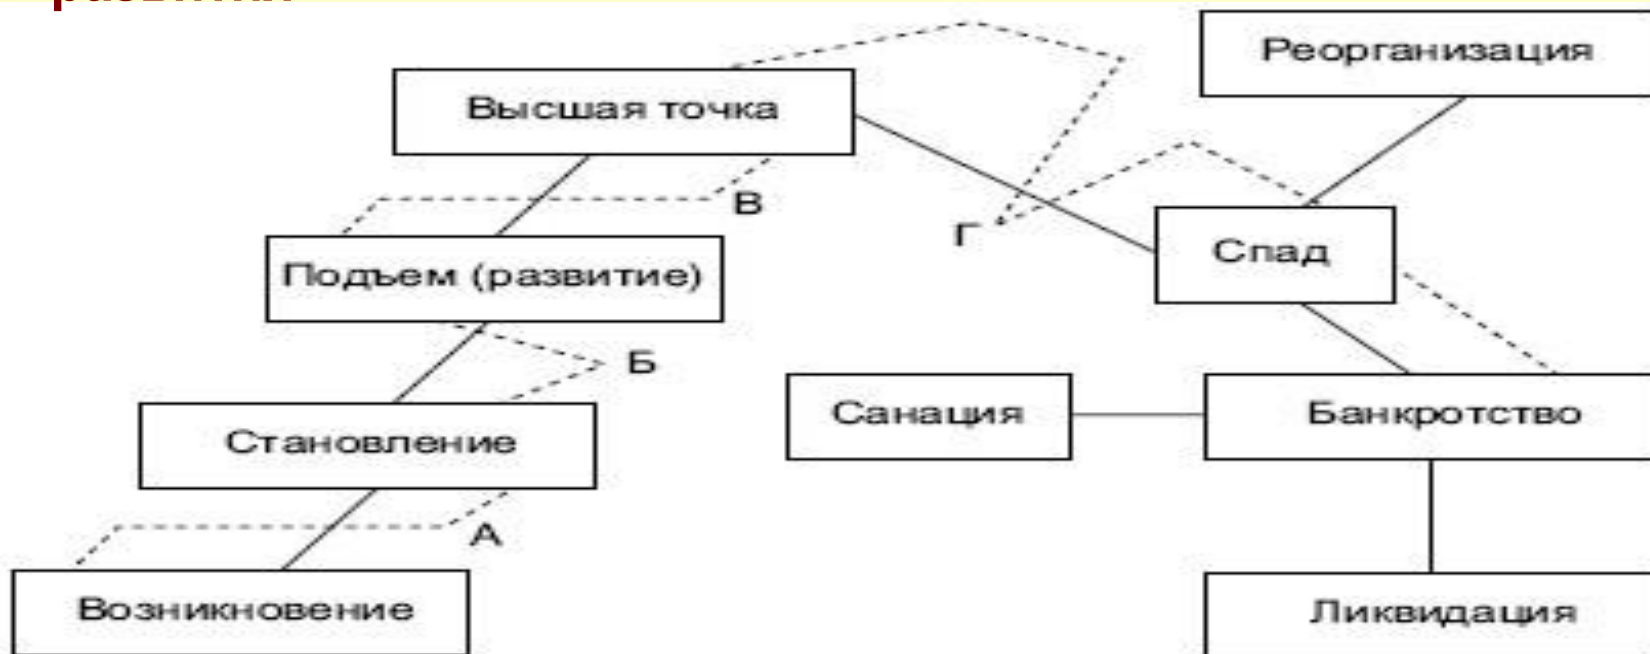 Реорганизация
Высшая точка
В
Г
Спад
Подъем (развитие)
Б
Санация
Банкротство
Становление
А
Возникновение
Ликвидация